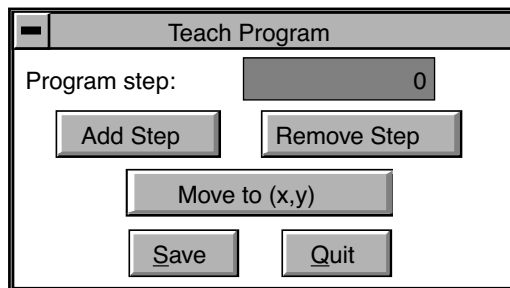 Teach Program
Program step: 0
Add Step Remove Step
Move to (x,y)
Save Quit